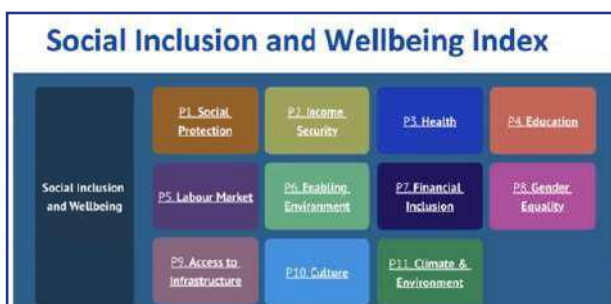 Social Inclusion and Wellbeing Index
Social Inclusion
and Wellbeing
P1. Social
Protection
P2. Income
Security
P3. Health
P4. Education
P5. Labour Market
P6. Enabling
Environment
P7. Financial
Inclusion
P8. Gender
Equality
P9. Access to
Infrastructure
P10. Culture
P11. Climate &
Environment